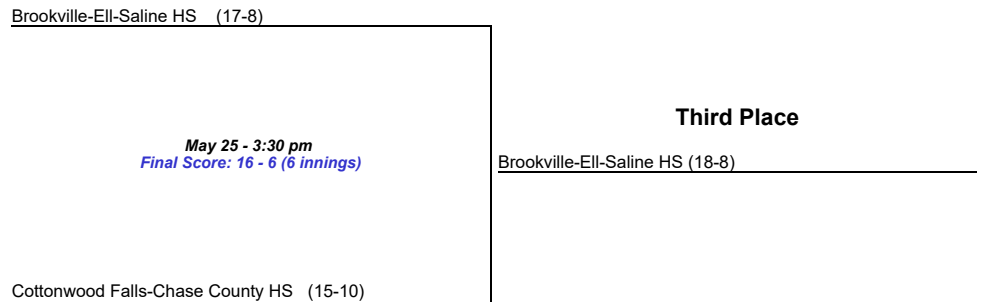 Brookville-Ell-Saline HS (17-8)
Third Place
May 25 - 3:30 pm
Final Score: 16 - 6 (6 innings)
Brookville-Ell-Saline HS (18-8)
Cottonwood Falls-Chase County HS (15-10)